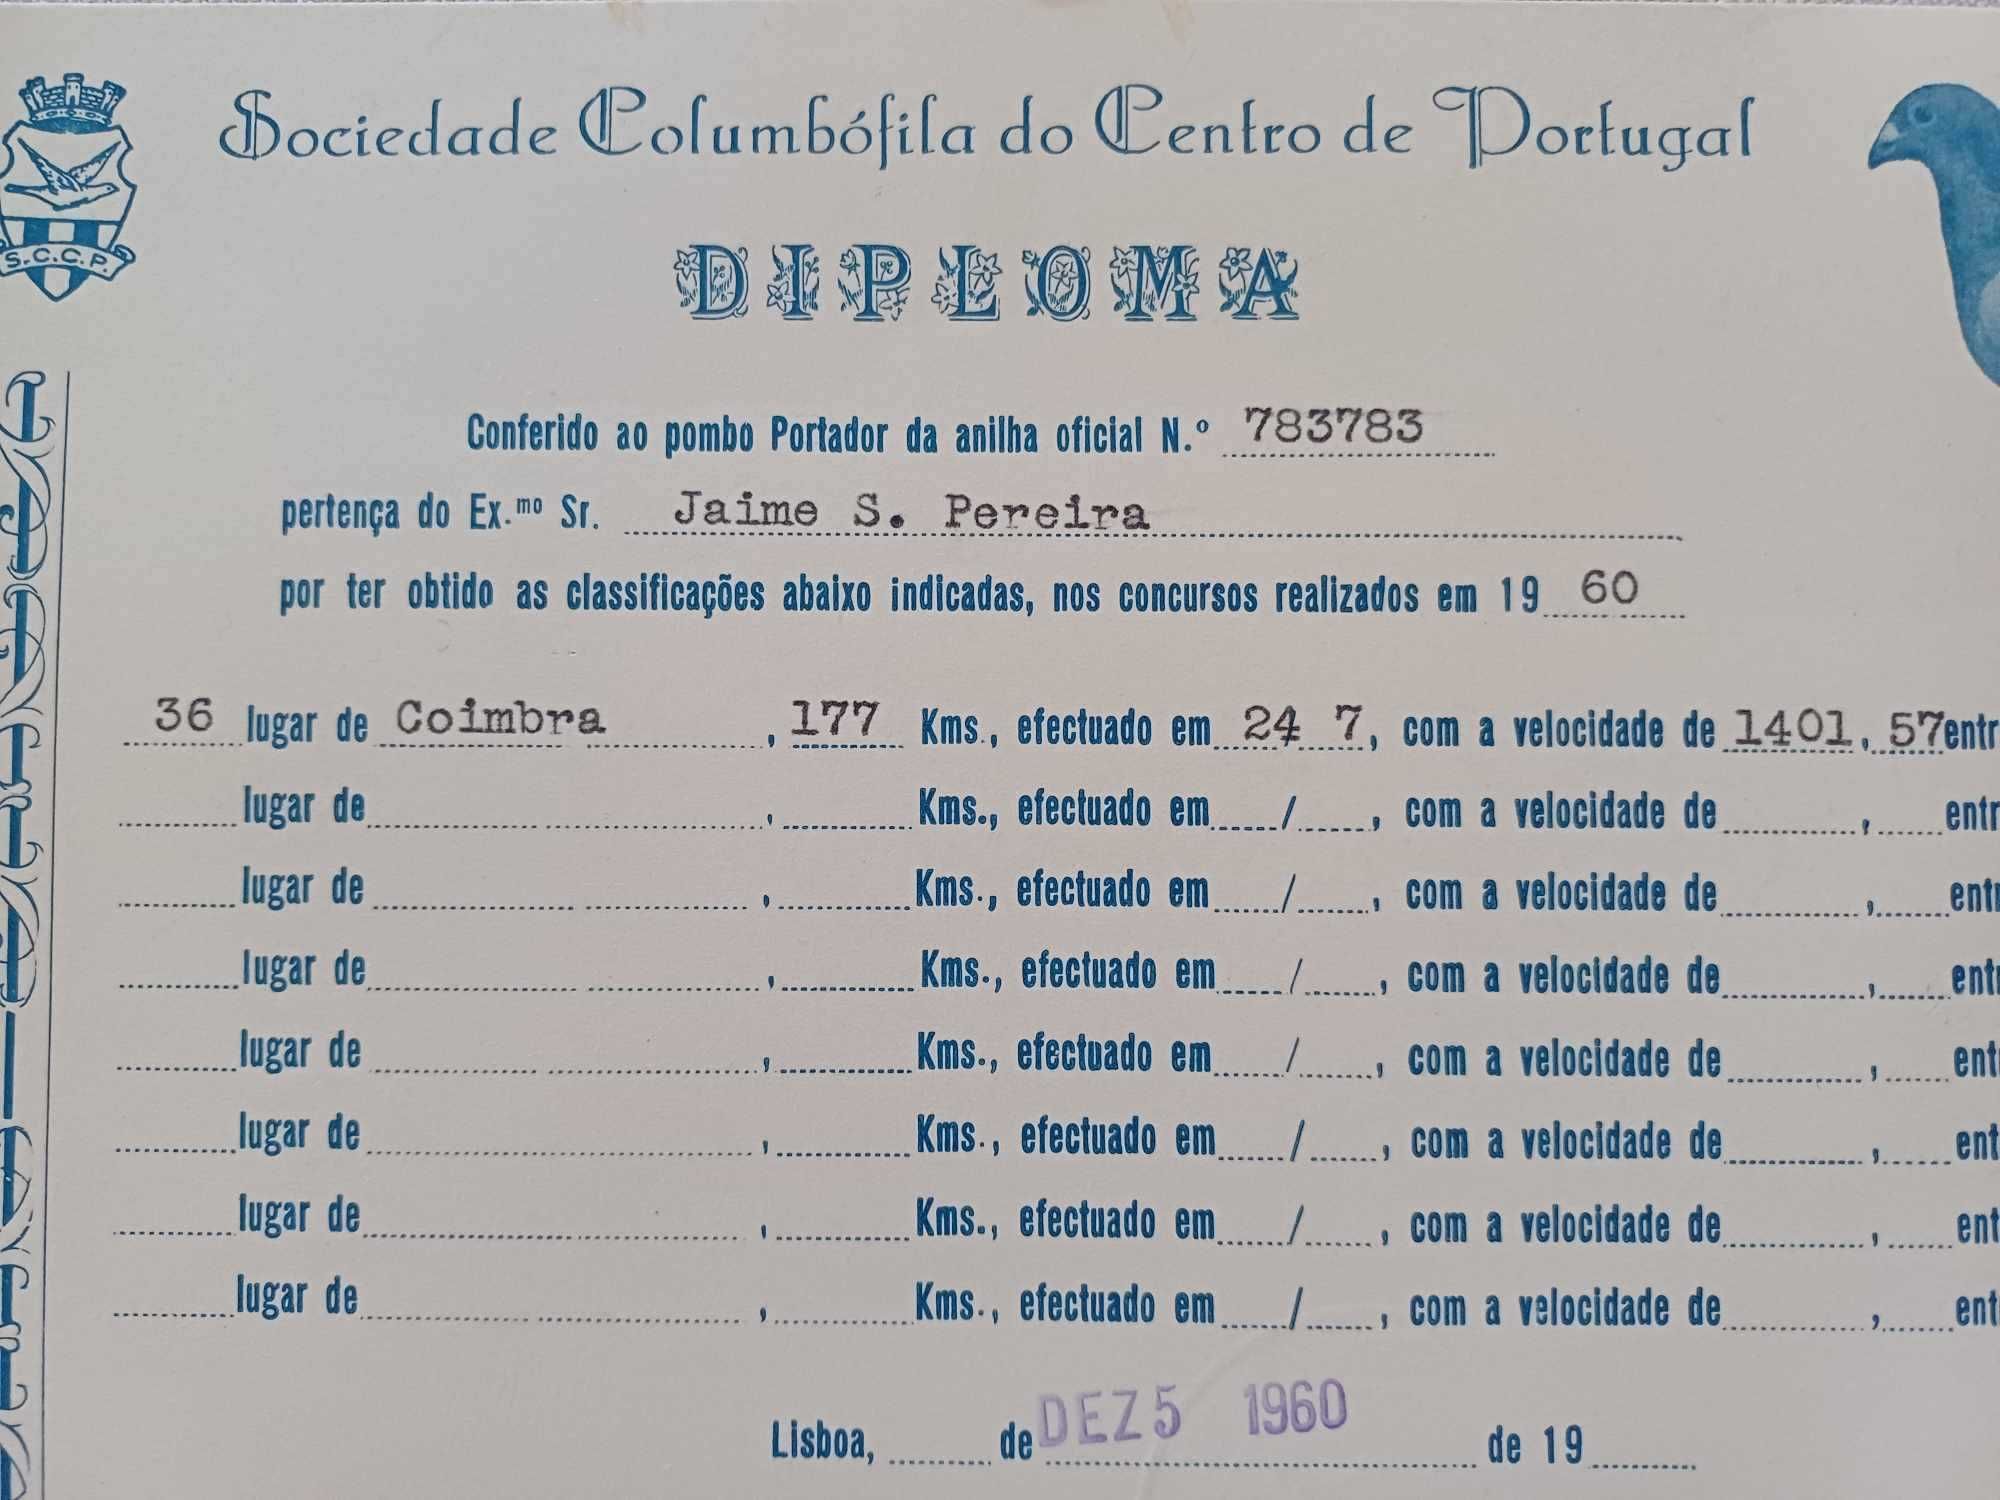 Sociedade Columbófila do Centro de Portugal
S.C.C.P.
DIPLOMA
Conferido ao pombo Portador da anilha oficial N.º 783783
pertença do Ex.mo Sr. Jaime S. Pereira
por ter obtido as classificações abaixo indicadas, nos concursos realizados em 19 60
36 lugar de Coimbra , 177 Kms., efectuado em 24 7, com a velocidade de 1401, 57 entr
lugar de , Kms., efectuado em / , com a velocidade de , entr
lugar de , Kms., efectuado em / , com a velocidade de , entr
lugar de , Kms., efectuado em / , com a velocidade de , entr
lugar de , Kms., efectuado em / , com a velocidade de , ent
lugar de , Kms., efectuado em / , com a velocidade de , ent
lugar de , Kms., efectuado em / , com a velocidade de , ent
lugar de , Kms., efectuado em / , com a velocidade de , ent
Lisboa, de DEZ 5 1960 de 19